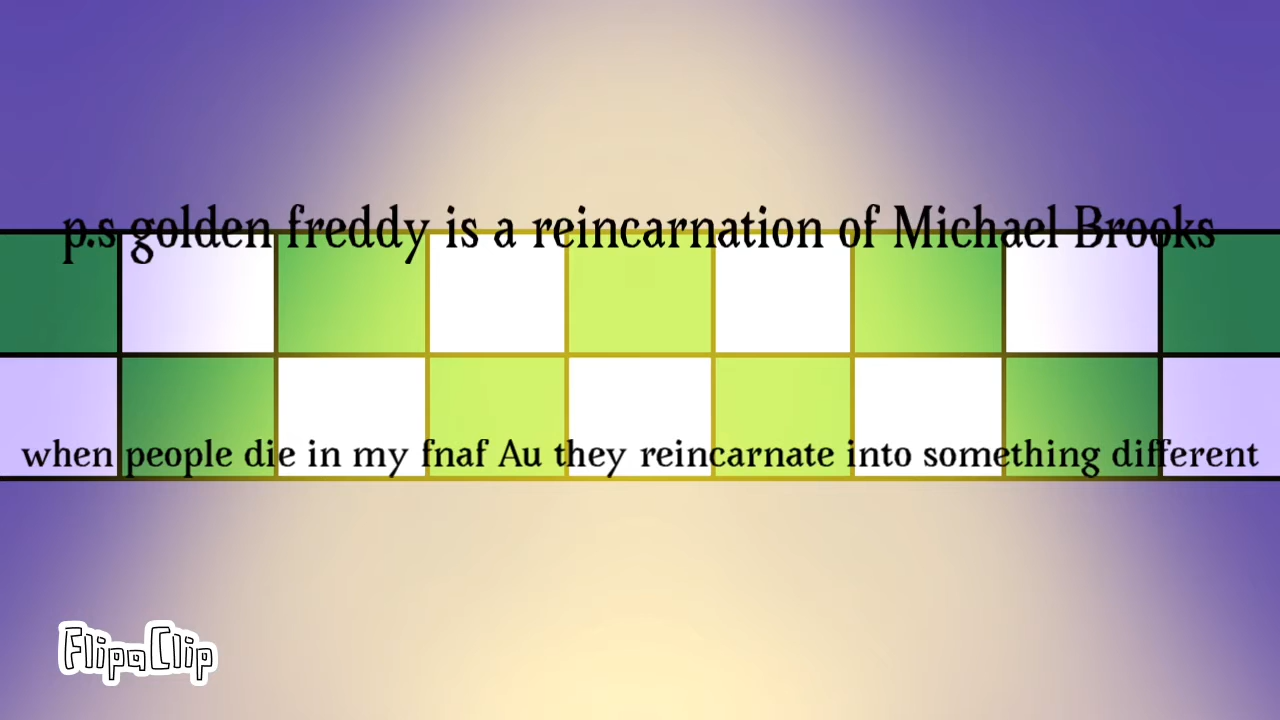 p.s golden freddy is a reincarnation of Michael Brooks
when people die in my fnaf Au they reincarnate into something different
FlipaClip